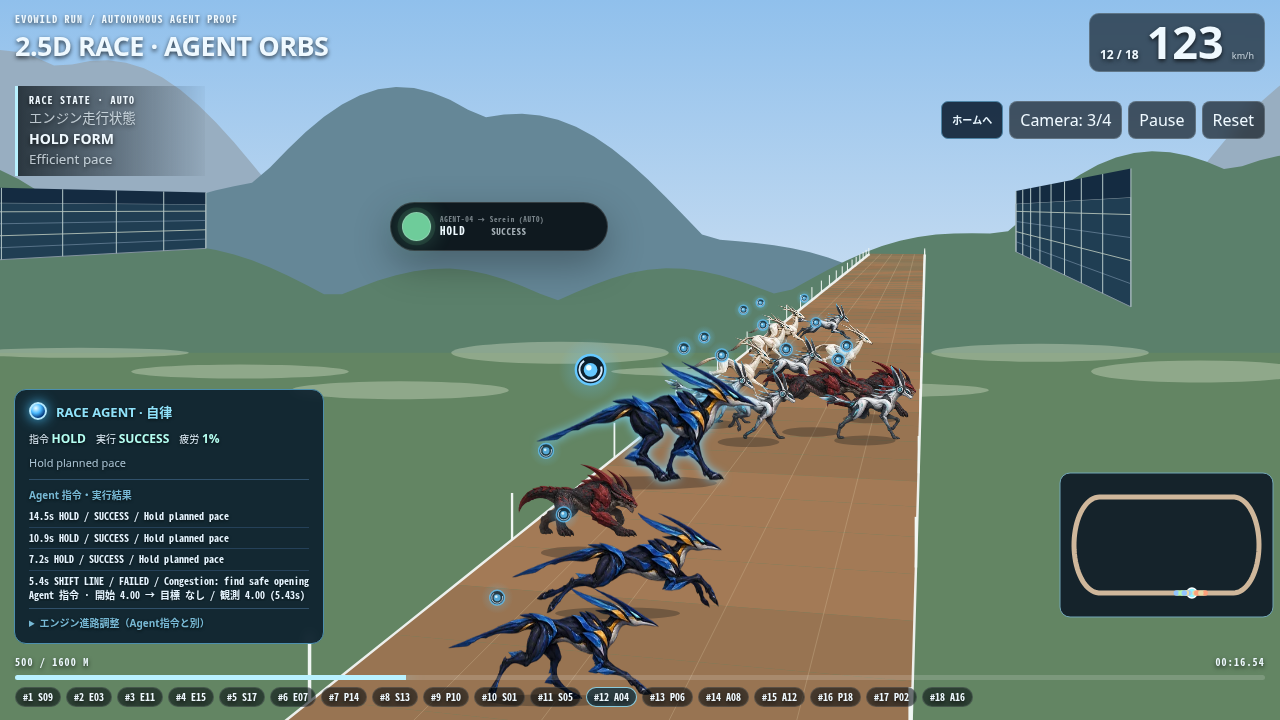 EVOWILD RUN / AUTONOMOUS AGENT PROOF
2.5D RACE · AGENT ORBS
12 / 18 123 km/h
RACE STATE · AUTO
エンジン走行状態
HOLD FORM
Efficient pace
ホームへ
Camera: 3/4
Pause
Reset
AGENT-04 → Serein (AUTO)
HOLD SUCCESS
RACE AGENT · 自律
指令 HOLD 実行 SUCCESS 疲労 1%
Hold planned pace
Agent 指令・実行結果
14.5s HOLD / SUCCESS / Hold planned pace
10.9s HOLD / SUCCESS / Hold planned pace
7.2s HOLD / SUCCESS / Hold planned pace
5.4s SHIFT LINE / FAILED / Congestion: find safe opening
Agent 指令 · 開始 4.00 → 目標 なし / 観測 4.00 (5.43s)
▶ エンジン進路調整（Agent指令と別）
500 / 1600 M
00:16.54
#1 S09 #2 E03 #3 E11 #4 E15 #5 S17 #6 E07 #7 P14 #8 S13 #9 P10 #10 S01 #11 S05 #12 A04 #13 P06 #14 A08 #15 A12 #16 P18 #17 P02 #18 A16